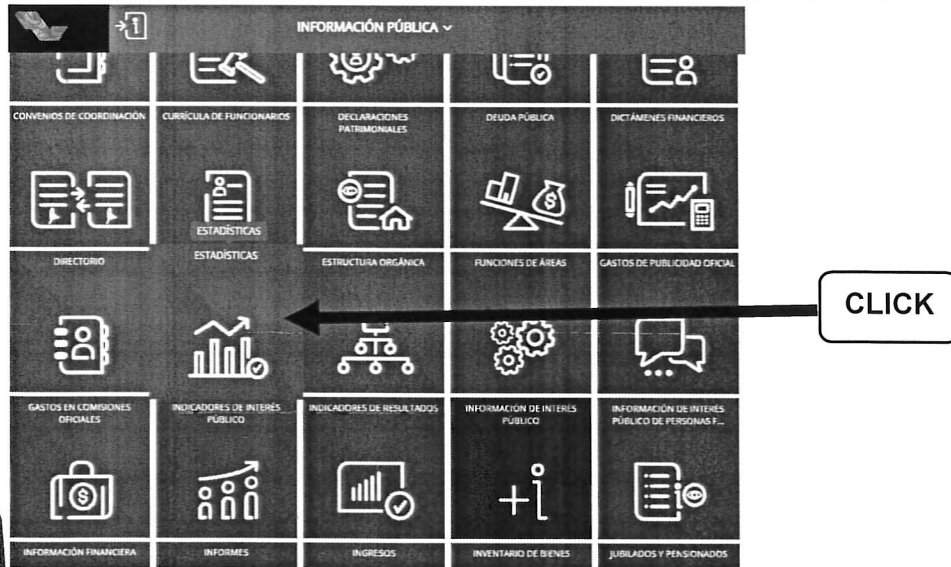 INFORMACIÓN PÚBLICA
CONVENIOS DE COORDINACIÓN
CURRÍCULA DE FUNCIONARIOS
DECLARACIONES
PATRIMONIALES
DEUDA PÚBLICA
DICTÁMENES FINANCIEROS
ESTADÍSTICAS
DIRECTORIO
ESTADÍSTICAS
ESTRUCTURA ORGÁNICA
FUNCIONES DE ÁREAS
GASTOS DE PUBLICIDAD OFICIAL
CLICK
GASTOS EN COMISIONES
OFICIALES
INDICADORES DE INTERÉS
PÚBLICO
INDICADORES DE RESULTADOS
INFORMACIÓN DE INTERÉS
PÚBLICO
INFORMACIÓN DE INTERÉS
PÚBLICO DE PERSONAS F...
INFORMACIÓN FINANCIERA
INFORMES
INGRESOS
INVENTARIO DE BIENES
JUBILADOS Y PENSIONADOS